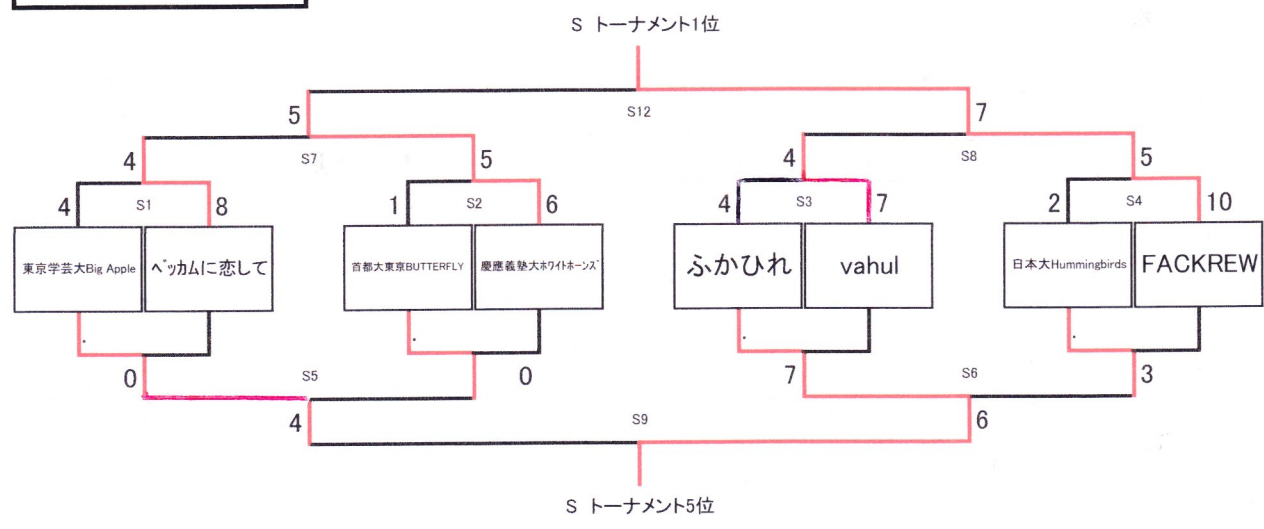 S トーナメント1位
S12
5
7
S7
S8
4
5
4
5
4
S1
8
1
S2
6
4
S3
7
2
S4
10
東京学芸大Big Apple
ベッカムに恋して
首都大東京BUTTERFLY
慶應義塾大ホワイトホーンズ
ふかひれ
vahul
日本大Hummingbirds
FACKREW
0
S5
0
7
S6
3
4
S9
6
S トーナメント5位